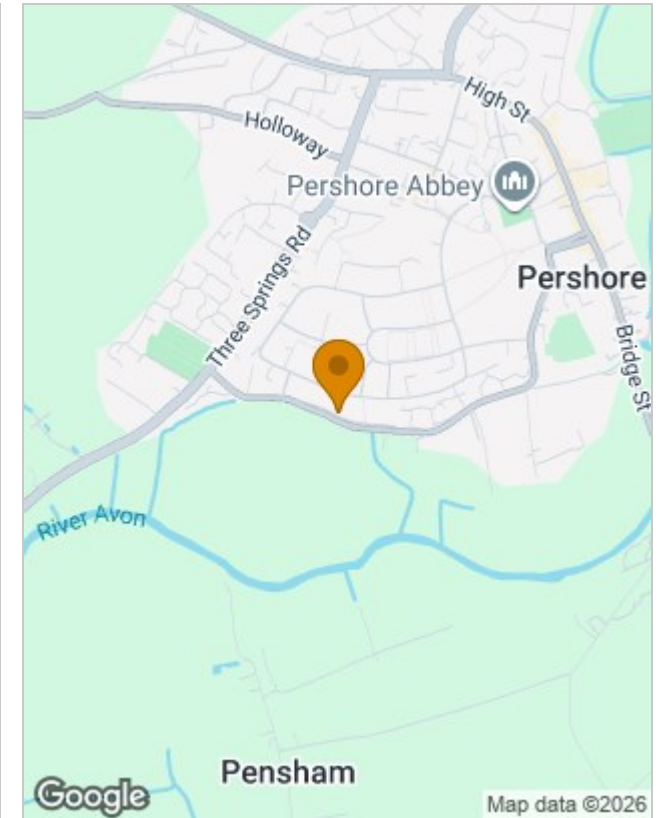 High St
Holloway
Pershore Abbey
Three Springs Rd
Pershore
Bridge St
River Avon
Pensham
Google
Map data ©2026